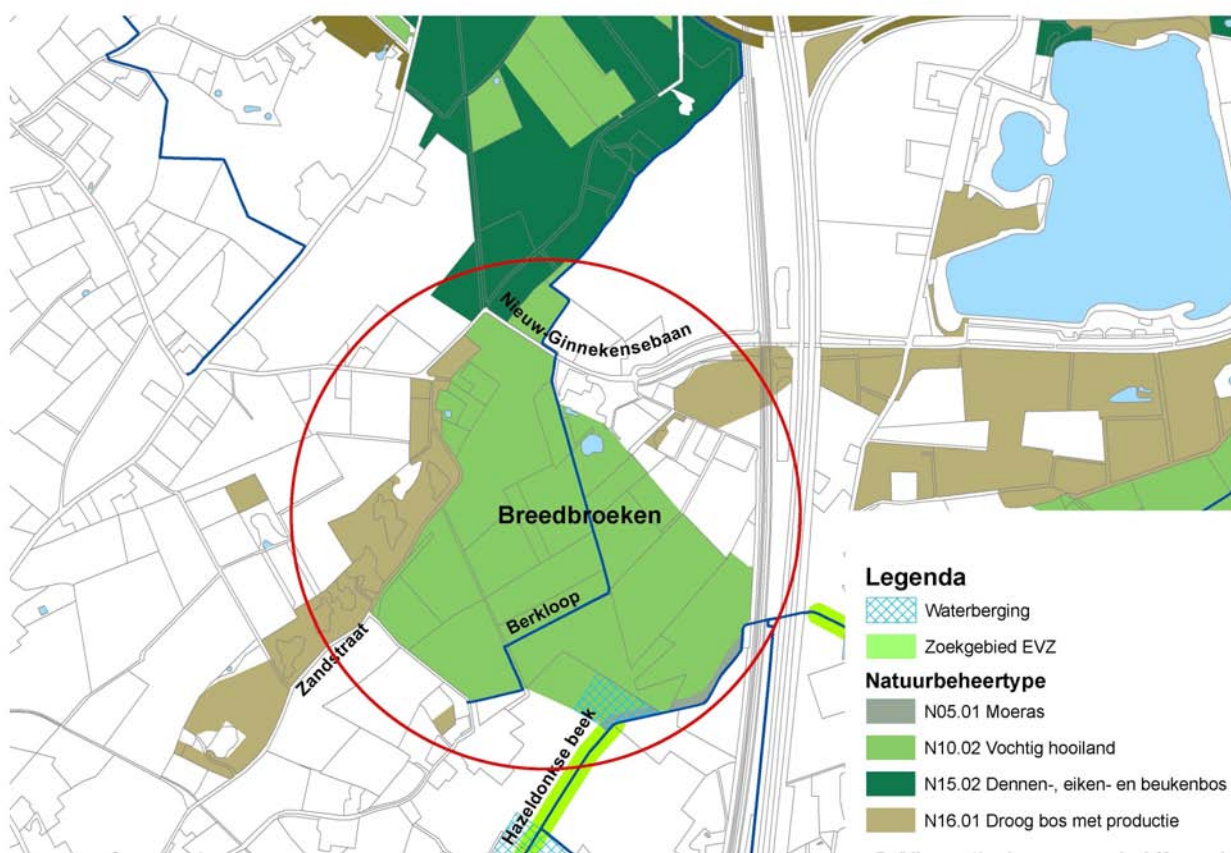 Nieuw-Ginnekensebaan
Breedbroeken
Berkloop
Zandstraat
Hazeldonkse beek
Legenda
Waterberging
Zoekgebied EVZ
Natuurbeheertype
N05.01 Moeras
N10.02 Vochtig hooiland
N15.02 Dennen-, eiken- en beukenbos
N16.01 Droog bos met productie